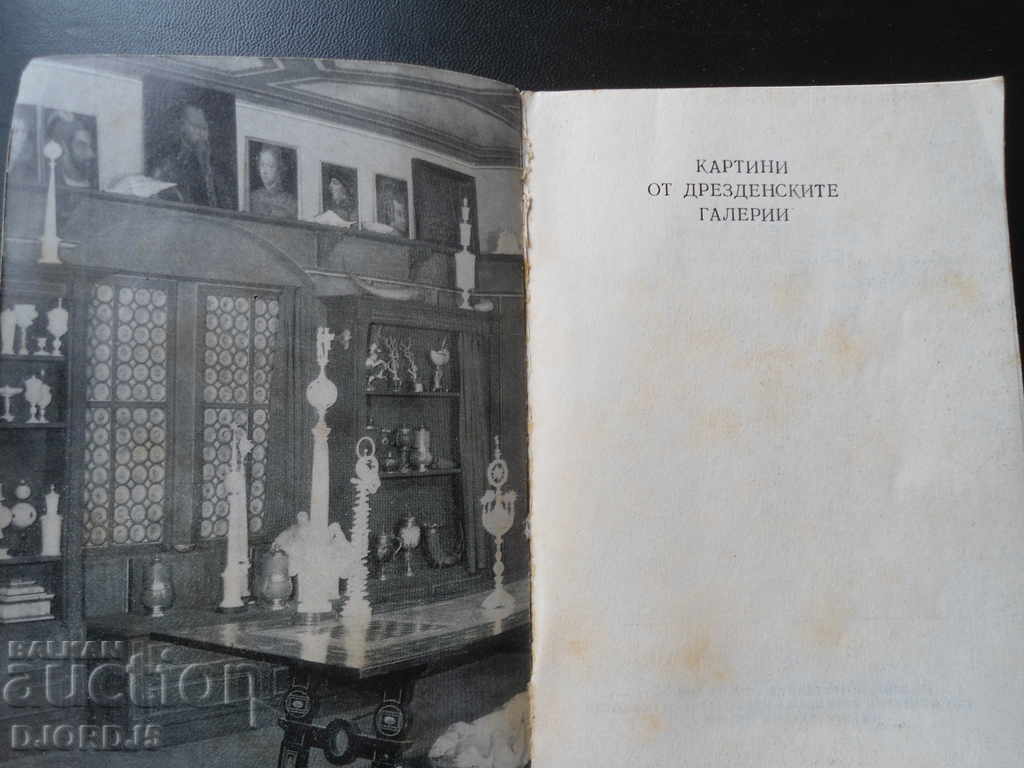 КАРТИНИ
ОТ ДРЕЗДЕНСКИТЕ
ГАЛЕРИИ
BALKAN
auction
DJORDJ5